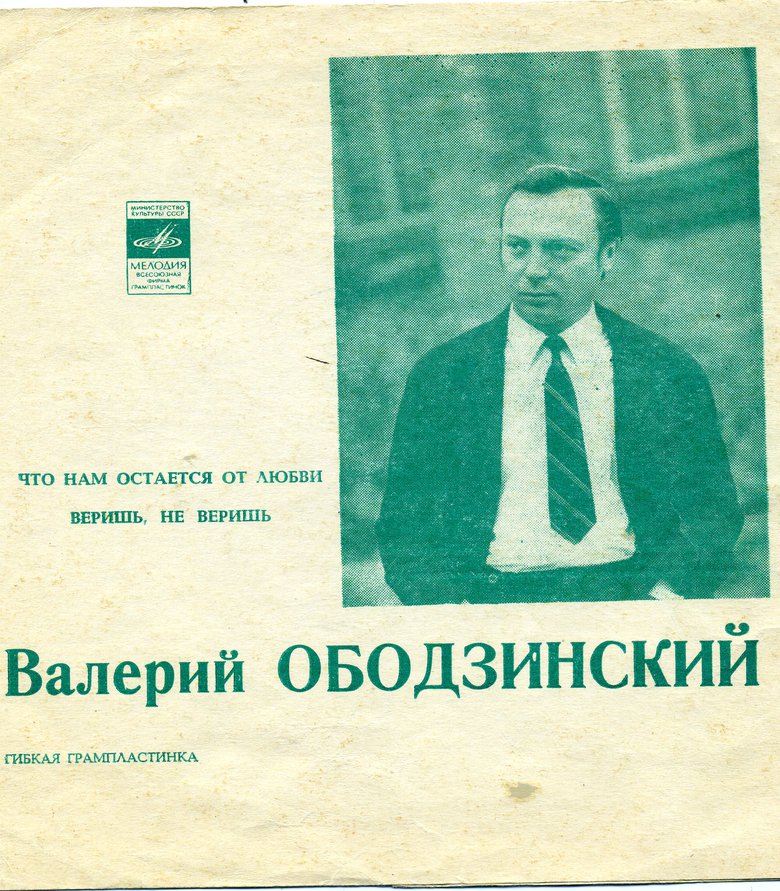 МИНИСТЕРСТВО
КУЛЬТУРЫ СССР
МЕЛОДИЯ
ВСЕСОЮЗНАЯ
ФИРМА
ГРАМПЛАСТИНОК
ЧТО НАМ ОСТАЕТСЯ ОТ ЛЮБВИ
ВЕРИШЬ, НЕ ВЕРИШЬ
Валерий ОБОДЗИНСКИЙ
ГИБКАЯ ГРАМПЛАСТИНКА